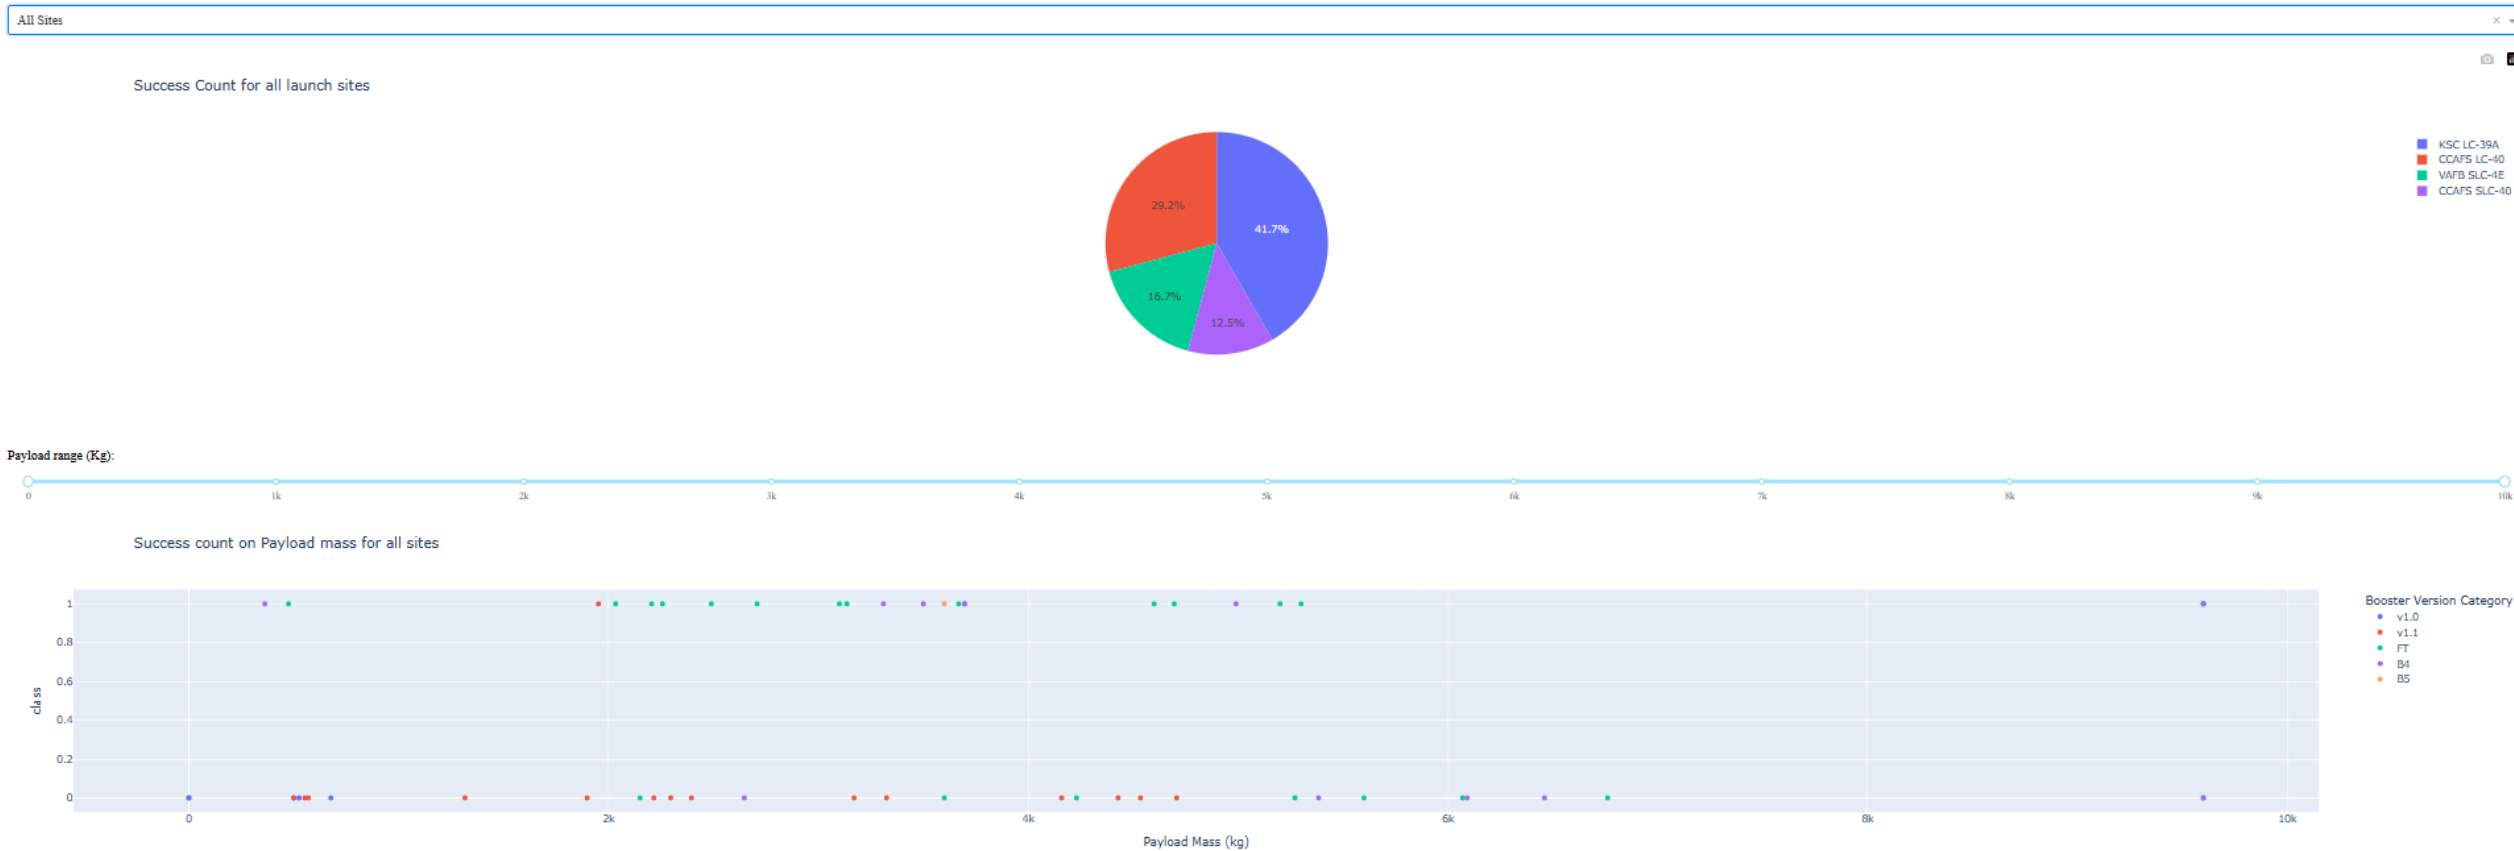 All Sites
Success Count for all launch sites
KSC LC-39A
CCAFS LC-40
VAFB SLC-4E
CCAFS SLC-40
29.2%
41.7%
16.7%
12.5%
Payload range (Kg):
0 1k 2k 3k 4k 5k 6k 7k 8k 9k 10k
Success count on Payload mass for all sites
Booster Version Category
v1.0
v1.1
FT
B4
B5
1
0.8
0.6
0.4
0.2
0
class
0 2k 4k 6k 8k 10k
Payload Mass (kg)